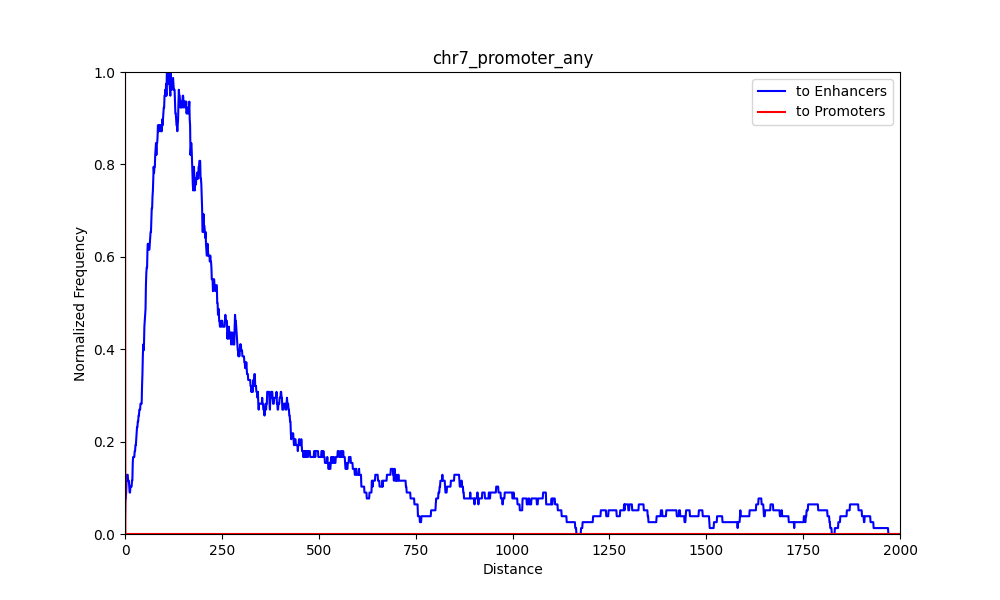 chr7_promoter_any
to Enhancers
to Promoters
Normalized Frequency
1.0
0.8
0.6
0.4
0.2
0.0
0 250 500 750 1000 1250 1500 1750 2000
Distance